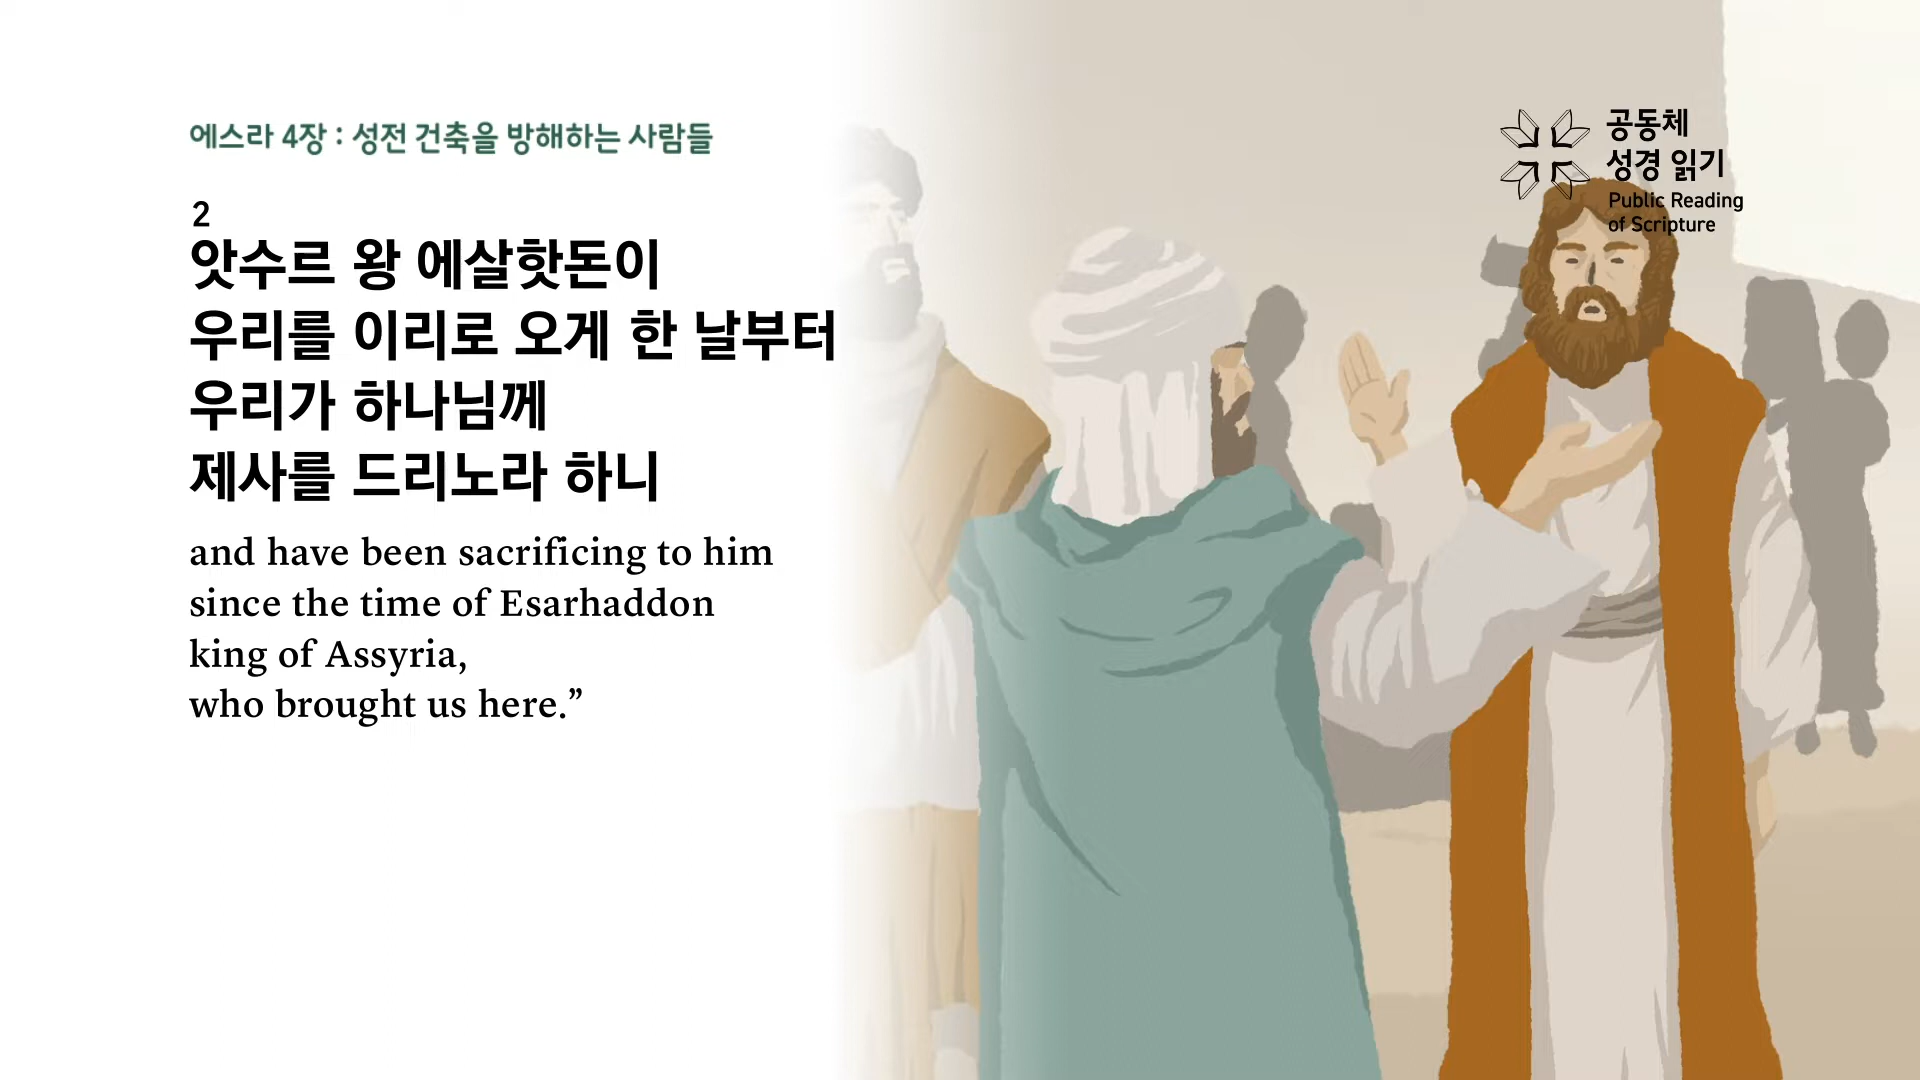 에스라 4장 : 성전 건축을 방해하는 사람들
2
앗수르 왕 에살핫돈이
우리를 이리로 오게 한 날부터
우리가 하나님께
제사를 드리노라 하니
and have been sacrificing to him
since the time of Esarhaddon
king of Assyria,
who brought us here.”
공동체
성경 읽기
Public Reading
of Scripture